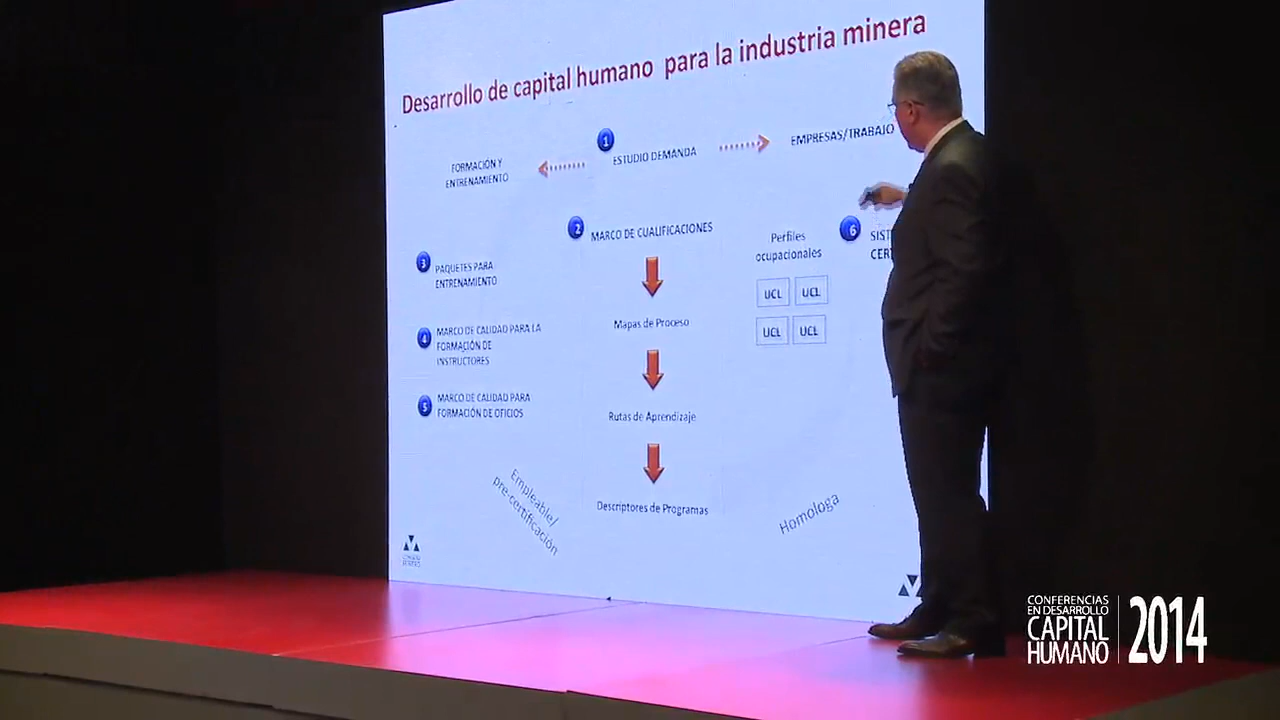 Desarrollo de capital humano para la industria minera
1
ESTUDIO DEMANDA
FORMACIÓN Y
ENTRENAMIENTO
EMPRESAS/TRABAJO
2
MARCO DE CUALIFICACIONES
Mapas de Proceso
Rutas de Aprendizaje
Descriptores de Programas
3
PAQUETES PARA
ENTRENAMIENTO
4
MARCO DE CALIDAD PARA LA
FORMACIÓN DE
INSTRUCTORES
5
MARCO DE CALIDAD PARA
FORMACIÓN DE OFICIOS
Perfiles
ocupacionales
UCL UCL
UCL UCL
6
SIST
CER
Empleable/
pre-certificación
Homologa
CONFERENCIAS
EN DESARROLLO
CAPITAL
HUMANO
2014